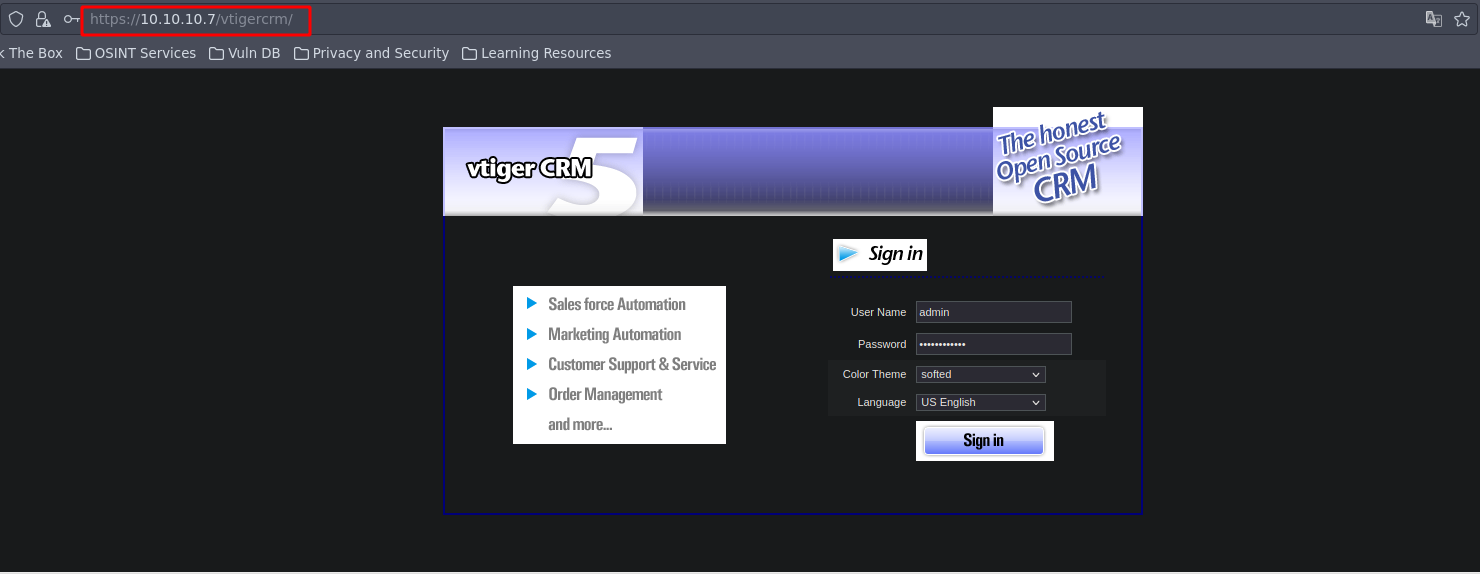 https://10.10.10.7/vtigercrm/
k The Box OSINT Services Vuln DB Privacy and Security Learning Resources
vtiger CRM 5
The honest
Open Source
CRM
Sign in
Sales force Automation
Marketing Automation
Customer Support & Service
Order Management
and more...
User Name admin
Password ••••••••••••
Color Theme softed
Language US English
Sign in